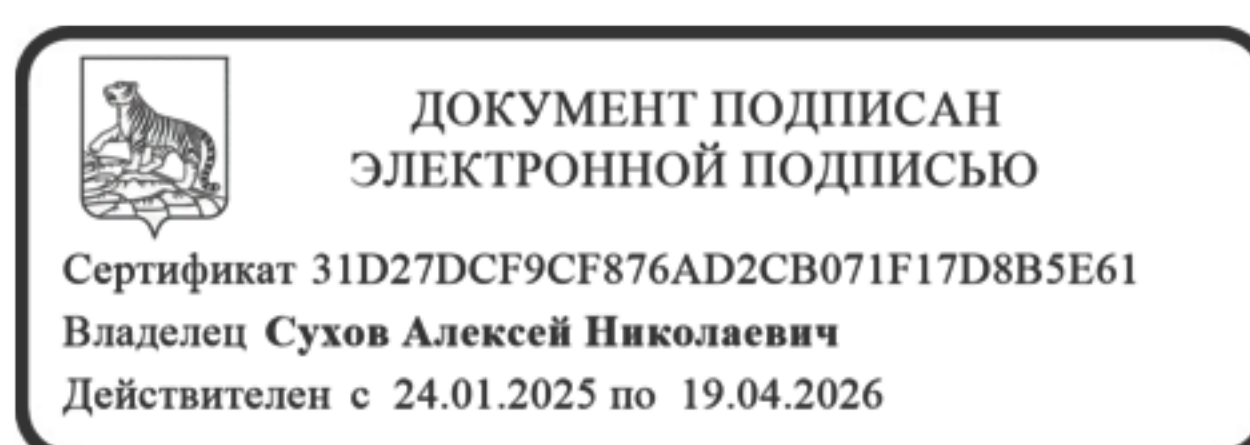 ДОКУМЕНТ ПОДПИСАН
ЭЛЕКТРОННОЙ ПОДПИСЬЮ
Сертификат 31D27DCF9CF876AD2CB071F17D8B5E61
Владелец Сухов Алексей Николаевич
Действителен с 24.01.2025 по 19.04.2026